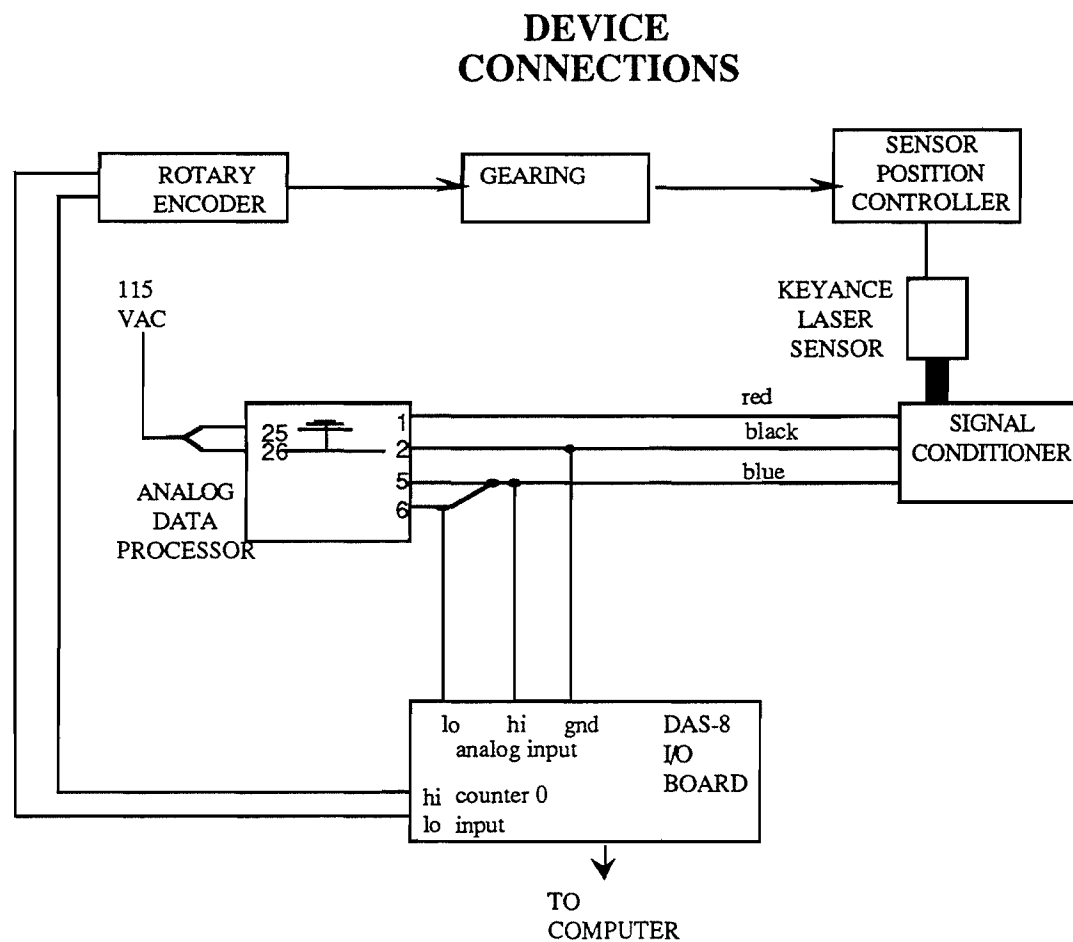 DEVICE
CONNECTIONS
ROTARY
ENCODER
GEARING
SENSOR
POSITION
CONTROLLER
115
VAC
KEYANCE
LASER
SENSOR
red
black
blue
SIGNAL
CONDITIONER
25
26
1
2
5
6
ANALOG
DATA
PROCESSOR
lo hi gnd
analog input
DAS-8
I/O
BOARD
hi counter 0
lo input
TO
COMPUTER